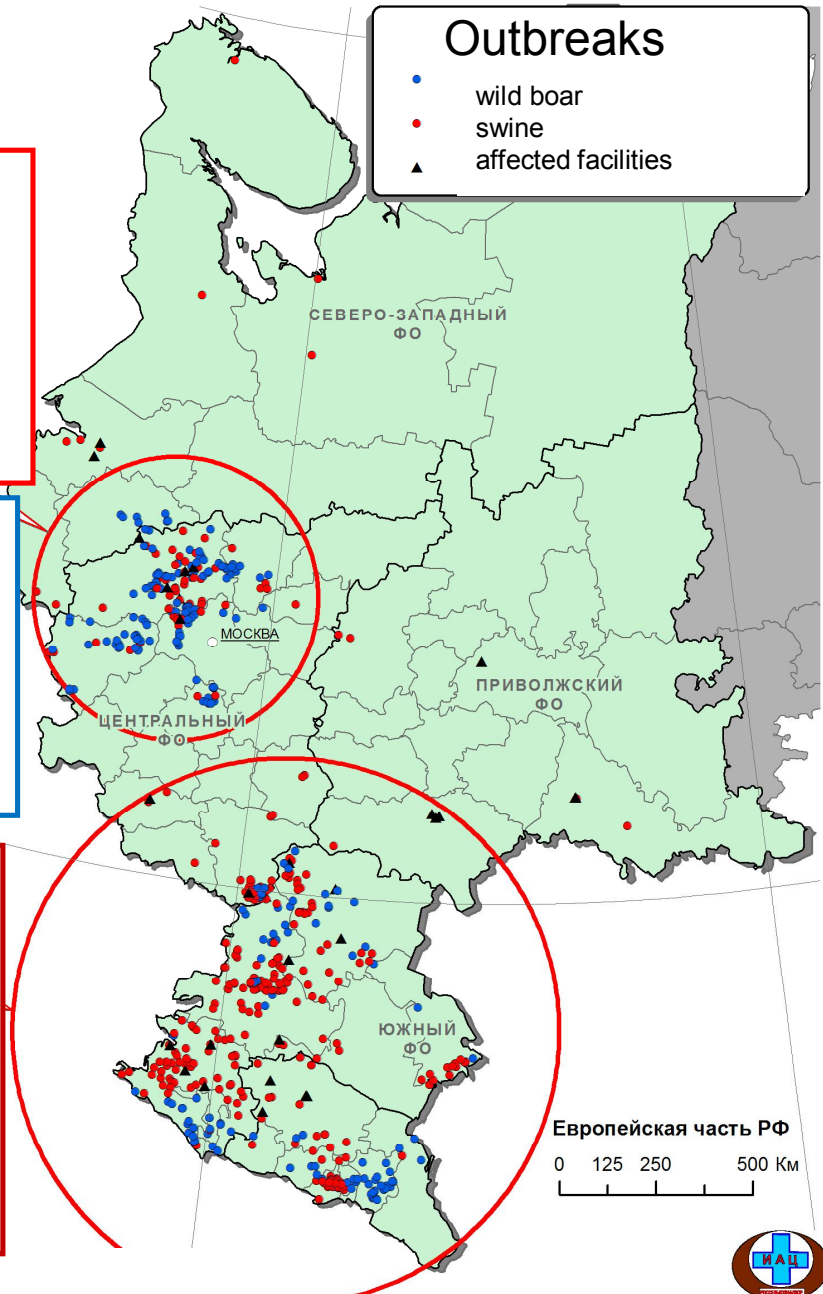 Outbreaks
wild boar
swine
affected facilities
СЕВЕРО-ЗАПАДНЫЙ
ФО
МОСКВА
ПРИВОЛЖСКИЙ
ФО
ЦЕНТРАЛЬНЫЙ
ФО
ЮЖНЫЙ
ФО
Европейская часть РФ
0 125 250 500 Км
ИАЦ